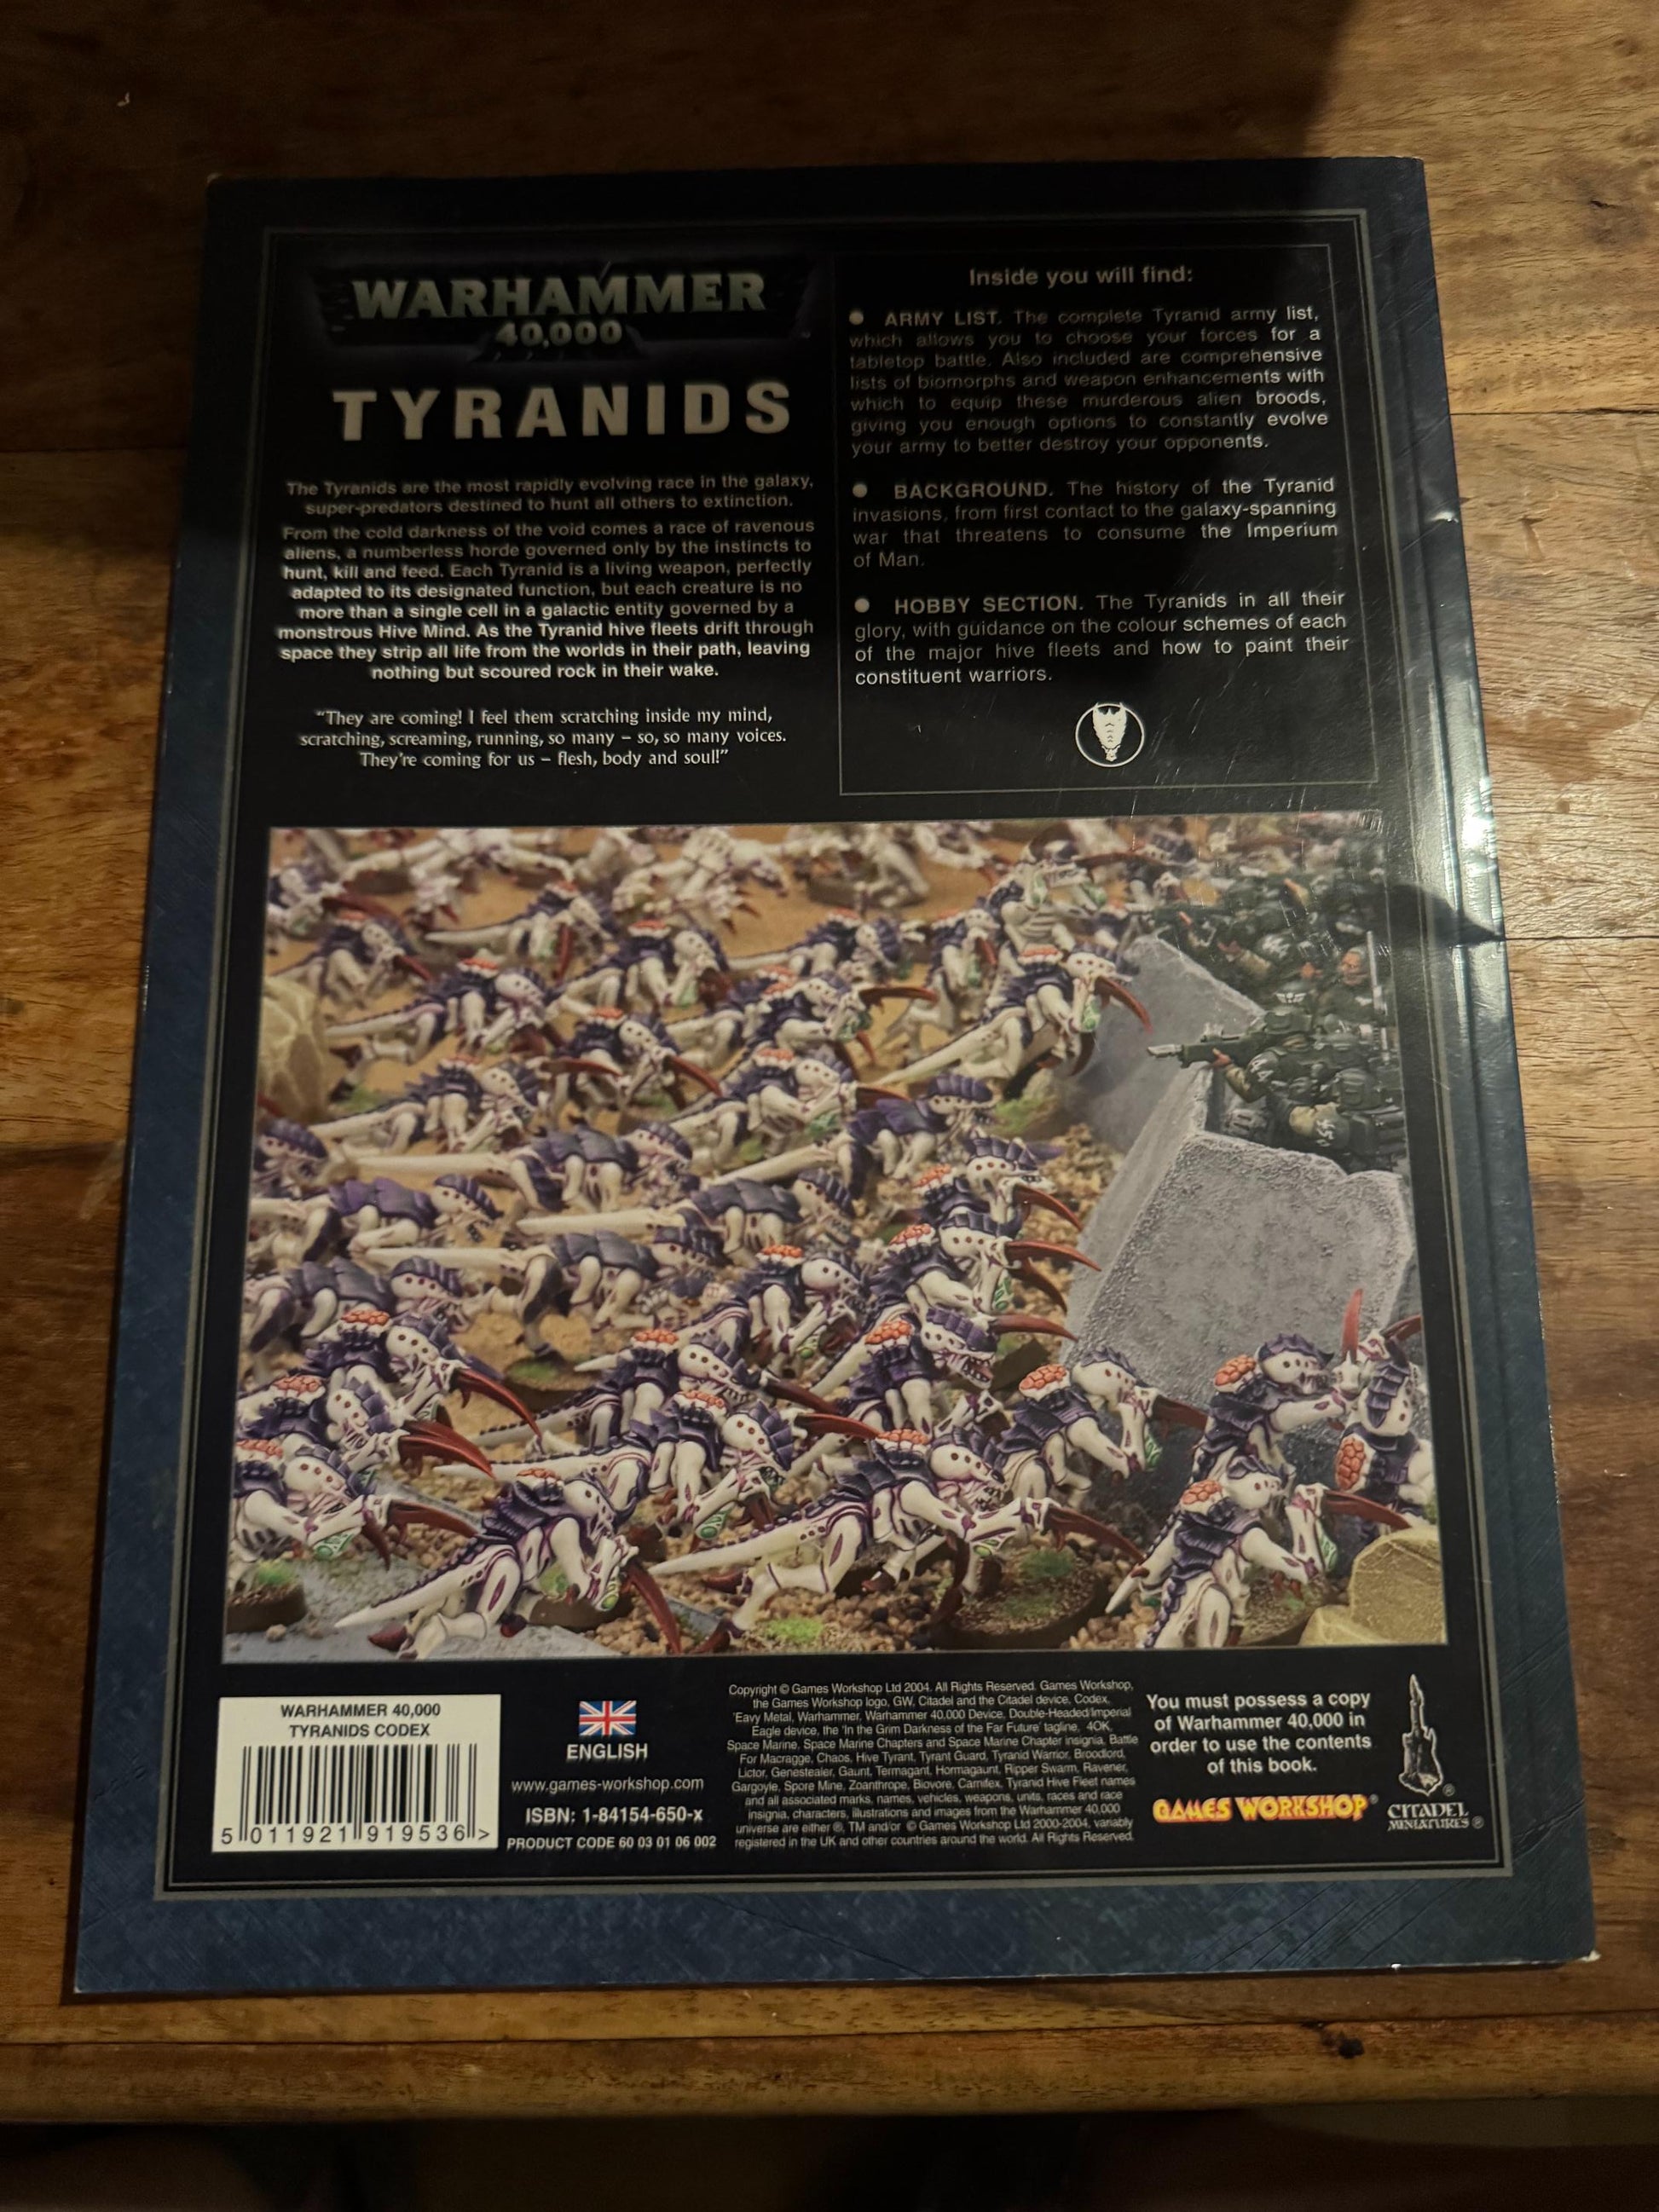 WARHAMMER
40,000
TYRANIDS
The Tyranids are the most rapidly evolving race in the galaxy,
super-predators destined to hunt all others to extinction.
From the cold darkness of the void comes a race of ravenous
aliens, a numberless horde governed only by the instincts to
hunt, kill and feed. Each Tyranid is a living weapon, perfectly
adapted to its designated function, but each creature is no
more than a single cell in a galactic entity governed by a
monstrous Hive Mind. As the Tyranid hive fleets drift through
space they strip all life from the worlds in their path, leaving
nothing but scoured rock in their wake.
"They are coming! I feel them scratching inside my mind,
scratching, screaming, running, so many – so, so many voices.
They're coming for us – flesh, body and soul!"
Inside you will find:
● ARMY LIST. The complete Tyranid army list,
which allows you to choose your forces for a
tabletop battle. Also included are comprehensive
lists of biomorphs and weapon enhancements with
which to equip these murderous alien broods,
giving you enough options to constantly evolve
your army to better destroy your opponents.
● BACKGROUND. The history of the Tyranid
invasions, from first contact to the galaxy-spanning
war that threatens to consume the Imperium
of Man.
● HOBBY SECTION. The Tyranids in all their
glory, with guidance on the colour schemes of each
of the major hive fleets and how to paint their
constituent warriors.
WARHAMMER 40,000
TYRANIDS CODEX
5 011921 919536 >
ENGLISH
www.games-workshop.com
ISBN: 1-84154-650-x
PRODUCT CODE 60 03 01 06 002
Copyright © Games Workshop Ltd 2004. All Rights Reserved. Games Workshop,
the Games Workshop logo, GW, Citadel and the Citadel device, Codex,
'Eavy Metal, Warhammer, Warhammer 40,000 Device, Double-Headed/Imperial
Eagle device, the 'In the Grim Darkness of the Far Future' tagline, 40K,
Space Marine, Space Marine Chapters and Space Marine Chapter insignia, Battle
For Macragge, Chaos, Hive Tyrant, Tyrant Guard, Tyranid Warrior, Broodlord,
Lictor, Genestealer, Gaunt, Termagant, Hormagaunt, Ripper Swarm, Ravener,
Gargoyle, Spore Mine, Zoanthrope, Biovore, Carnifex, Tyranid Hive Fleet names
and all associated marks, names, vehicles, weapons, units, races and race
insignia, characters, illustrations and images from the Warhammer 40,000
universe are either ®, TM and/or © Games Workshop Ltd 2000-2004, variably
registered in the UK and other countries around the world. All Rights Reserved.
You must possess a copy
of Warhammer 40,000 in
order to use the contents
of this book.
GAMES WORKSHOP®
CITADEL
MINIATURES ®